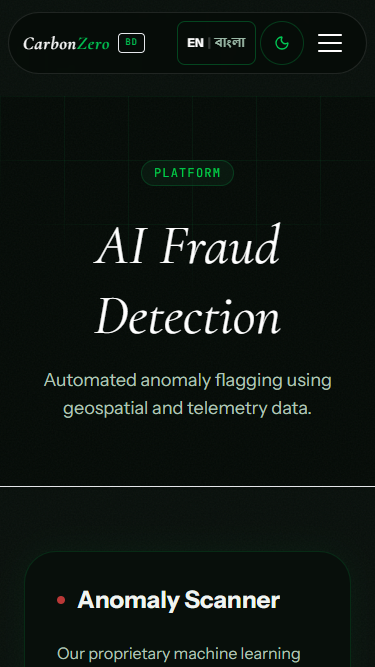 CarbonZero BD EN | বাংলা
PLATFORM
AI Fraud
Detection
Automated anomaly flagging using
geospatial and telemetry data.
Anomaly Scanner
Our proprietary machine learning